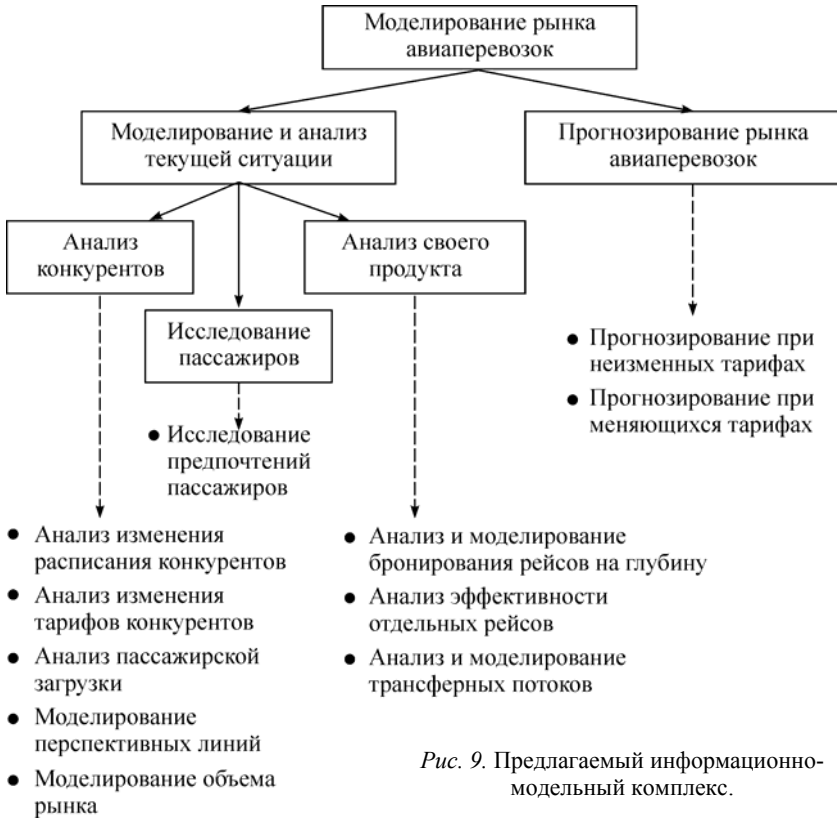 Моделирование рынка
авиаперевозок
Моделирование и анализ
текущей ситуации
Прогнозирование рынка
авиаперевозок
Анализ
конкурентов
Анализ своего
продукта
Исследование
пассажиров
● Прогнозирование при
неизменных тарифах
● Прогнозирование при
меняющихся тарифах
● Исследование
предпочтений
пассажиров
● Анализ изменения
расписания конкурентов
● Анализ изменения
тарифов конкурентов
● Анализ пассажирской
загрузки
● Моделирование
перспективных линий
● Моделирование объема
рынка
● Анализ и моделирование
бронирования рейсов на глубину
● Анализ эффективности
отдельных рейсов
● Анализ и моделирование
трансферных потоков
Рис. 9. Предлагаемый информационно-
модельный комплекс.